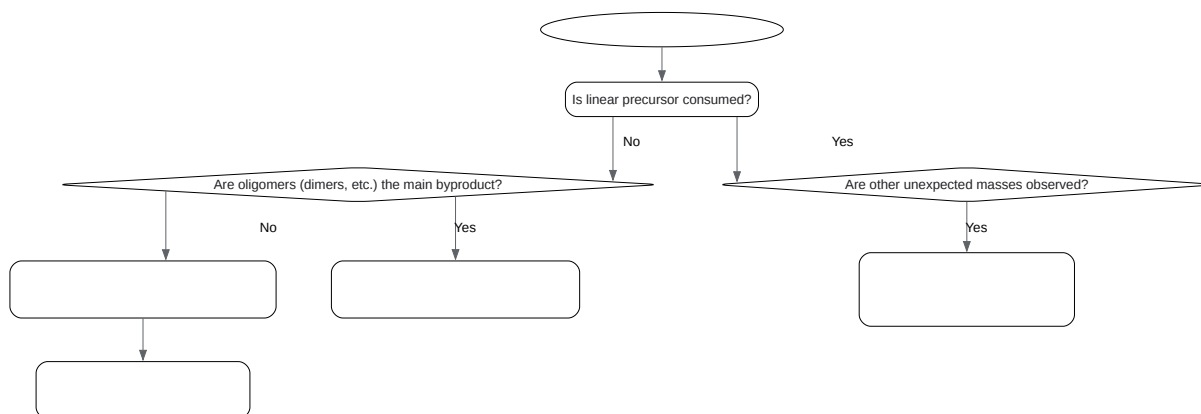 Is linear precursor consumed?
No
Yes
Are oligomers (dimers, etc.) the main byproduct?
Are other unexpected masses observed?
No
Yes
Yes